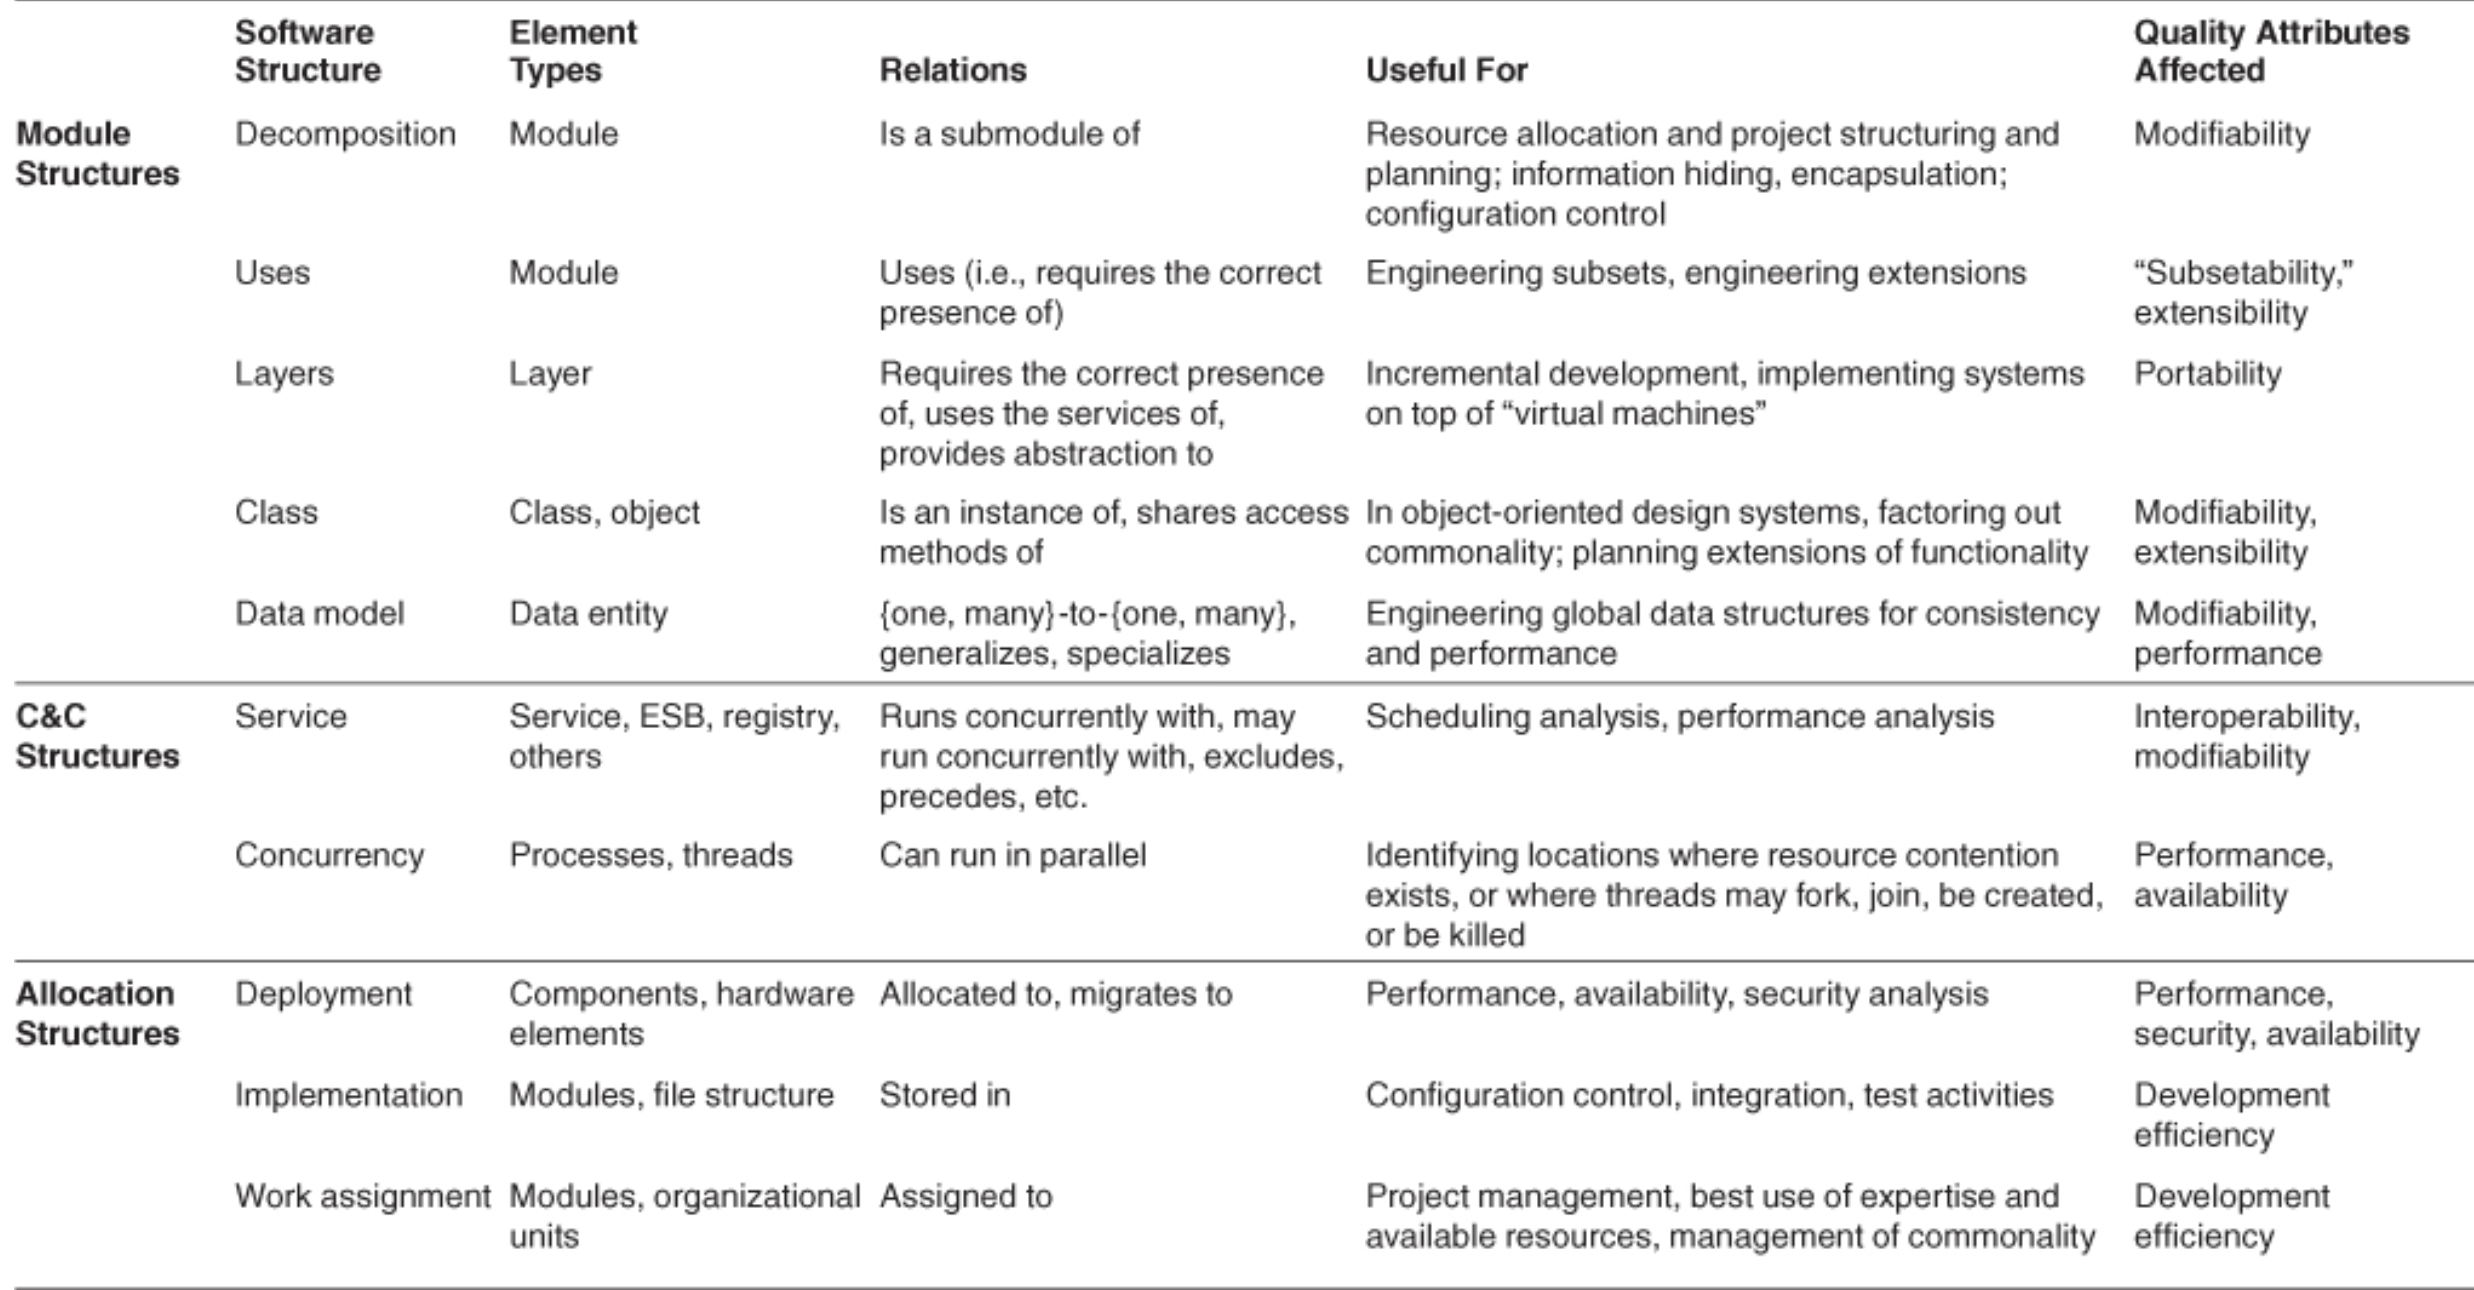 Software Structure	Element Types	Relations	Useful For	Quality Attributes Affected
Module Structures	Decomposition	Module	Is a submodule of	Resource allocation and project structuring and planning; information hiding, encapsulation; configuration control	Modifiability
Uses	Module	Uses (i.e., requires the correct presence of)	Engineering subsets, engineering extensions	“Subsetability,” extensibility
Layers	Layer	Requires the correct presence of, uses the services of, provides abstraction to	Incremental development, implementing systems on top of “virtual machines”	Portability
Class	Class, object	Is an instance of, shares access methods of	In object-oriented design systems, factoring out commonality; planning extensions of functionality	Modifiability, extensibility
Data model	Data entity	{one, many}-to-{one, many}, generalizes, specializes	Engineering global data structures for consistency and performance	Modifiability, performance
C&C Structures	Service	Service, ESB, registry, others	Runs concurrently with, may run concurrently with, excludes, precedes, etc.	Scheduling analysis, performance analysis	Interoperability, modifiability
Concurrency	Processes, threads	Can run in parallel	Identifying locations where resource contention exists, or where threads may fork, join, be created, or be killed	Performance, availability
Allocation Structures	Deployment	Components, hardware elements	Allocated to, migrates to	Performance, availability, security analysis	Performance, security, availability
Implementation	Modules, file structure	Stored in	Configuration control, integration, test activities	Development efficiency
Work assignment	Modules, organizational units	Assigned to	Project management, best use of expertise and available resources, management of commonality	Development efficiency